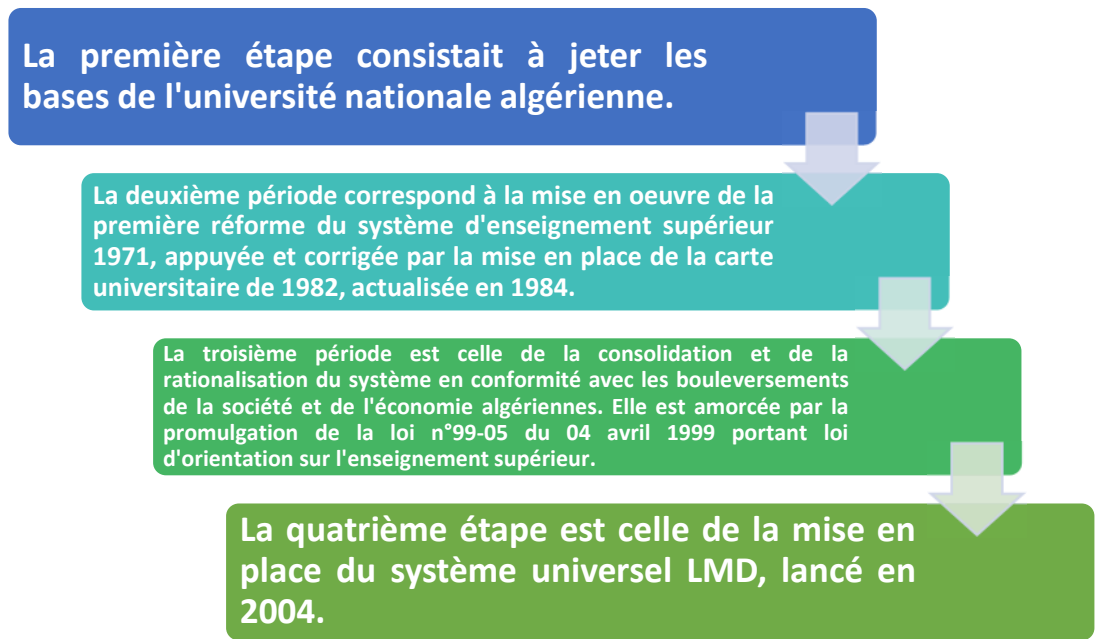 La première étape consistait à jeter les
bases de l'université nationale algérienne.
La deuxième période correspond à la mise en oeuvre de la
première réforme du système d'enseignement supérieur
1971, appuyée et corrigée par la mise en place de la carte
universitaire de 1982, actualisée en 1984.
La troisième période est celle de la consolidation et de la
rationalisation du système en conformité avec les bouleversements
de la société et de l'économie algériennes. Elle est amorcée par la
promulgation de la loi n°99-05 du 04 avril 1999 portant loi
d'orientation sur l'enseignement supérieur.
La quatrième étape est celle de la mise en
place du système universel LMD, lancé en
2004.